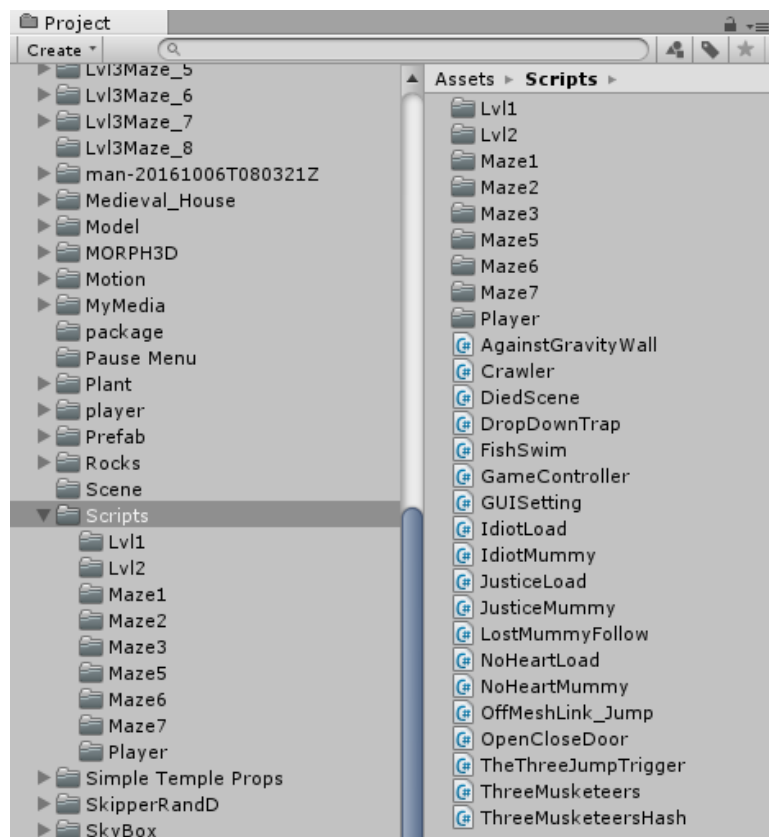 Project
Create
Lvl3Maze_5
Lvl3Maze_6
Lvl3Maze_7
Lvl3Maze_8
man-20161006T080321Z
Medieval_House
Model
MORPH3D
Motion
MyMedia
package
Pause Menu
Plant
player
Prefab
Rocks
Scene
Scripts
Lvl1
Lvl2
Maze1
Maze2
Maze3
Maze5
Maze6
Maze7
Player
Simple Temple Props
SkipperRandD
SkyBox
Assets ▸ Scripts ▸
Lvl1
Lvl2
Maze1
Maze2
Maze3
Maze5
Maze6
Maze7
Player
AgainstGravityWall
Crawler
DiedScene
DropDownTrap
FishSwim
GameController
GUISetting
IdiotLoad
IdiotMummy
JusticeLoad
JusticeMummy
LostMummyFollow
NoHeartLoad
NoHeartMummy
OffMeshLink_Jump
OpenCloseDoor
TheThreeJumpTrigger
ThreeMusketeers
ThreeMusketeersHash